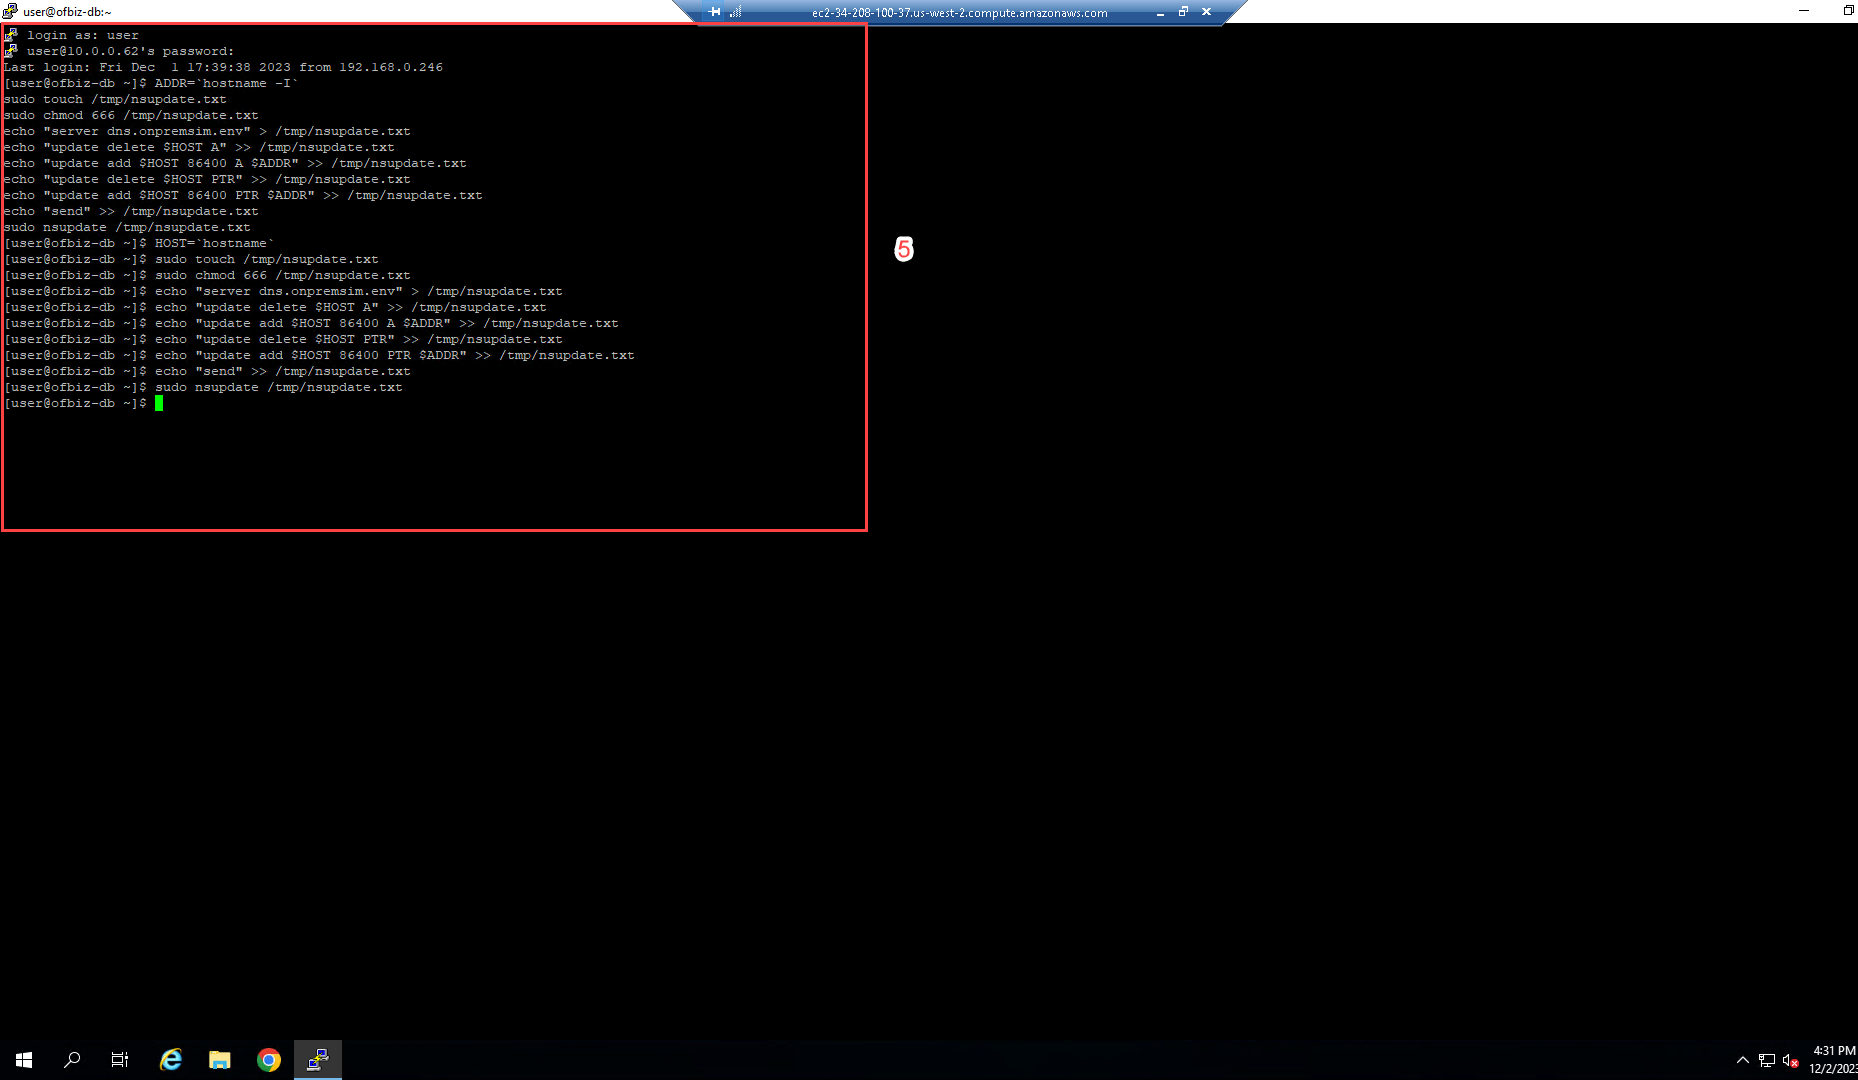 user@ofbiz-db:~
ec2-34-208-100-37.us-west-2.compute.amazonaws.com
login as: user
user@10.0.0.62's password:
Last login: Fri Dec  1 17:39:38 2023 from 192.168.0.246
[user@ofbiz-db ~]$ ADDR=`hostname -I`
sudo touch /tmp/nsupdate.txt
sudo chmod 666 /tmp/nsupdate.txt
echo "server dns.onpremsim.env" > /tmp/nsupdate.txt
echo "update delete $HOST A" >> /tmp/nsupdate.txt
echo "update add $HOST 86400 A $ADDR" >> /tmp/nsupdate.txt
echo "update delete $HOST PTR" >> /tmp/nsupdate.txt
echo "update add $HOST 86400 PTR $ADDR" >> /tmp/nsupdate.txt
echo "send" >> /tmp/nsupdate.txt
sudo nsupdate /tmp/nsupdate.txt
[user@ofbiz-db ~]$ HOST=`hostname`
[user@ofbiz-db ~]$ sudo touch /tmp/nsupdate.txt
[user@ofbiz-db ~]$ sudo chmod 666 /tmp/nsupdate.txt
[user@ofbiz-db ~]$ echo "server dns.onpremsim.env" > /tmp/nsupdate.txt
[user@ofbiz-db ~]$ echo "update delete $HOST A" >> /tmp/nsupdate.txt
[user@ofbiz-db ~]$ echo "update add $HOST 86400 A $ADDR" >> /tmp/nsupdate.txt
[user@ofbiz-db ~]$ echo "update delete $HOST PTR" >> /tmp/nsupdate.txt
[user@ofbiz-db ~]$ echo "update add $HOST 86400 PTR $ADDR" >> /tmp/nsupdate.txt
[user@ofbiz-db ~]$ echo "send" >> /tmp/nsupdate.txt
[user@ofbiz-db ~]$ sudo nsupdate /tmp/nsupdate.txt
[user@ofbiz-db ~]$
5
4:31 PM
12/2/2023